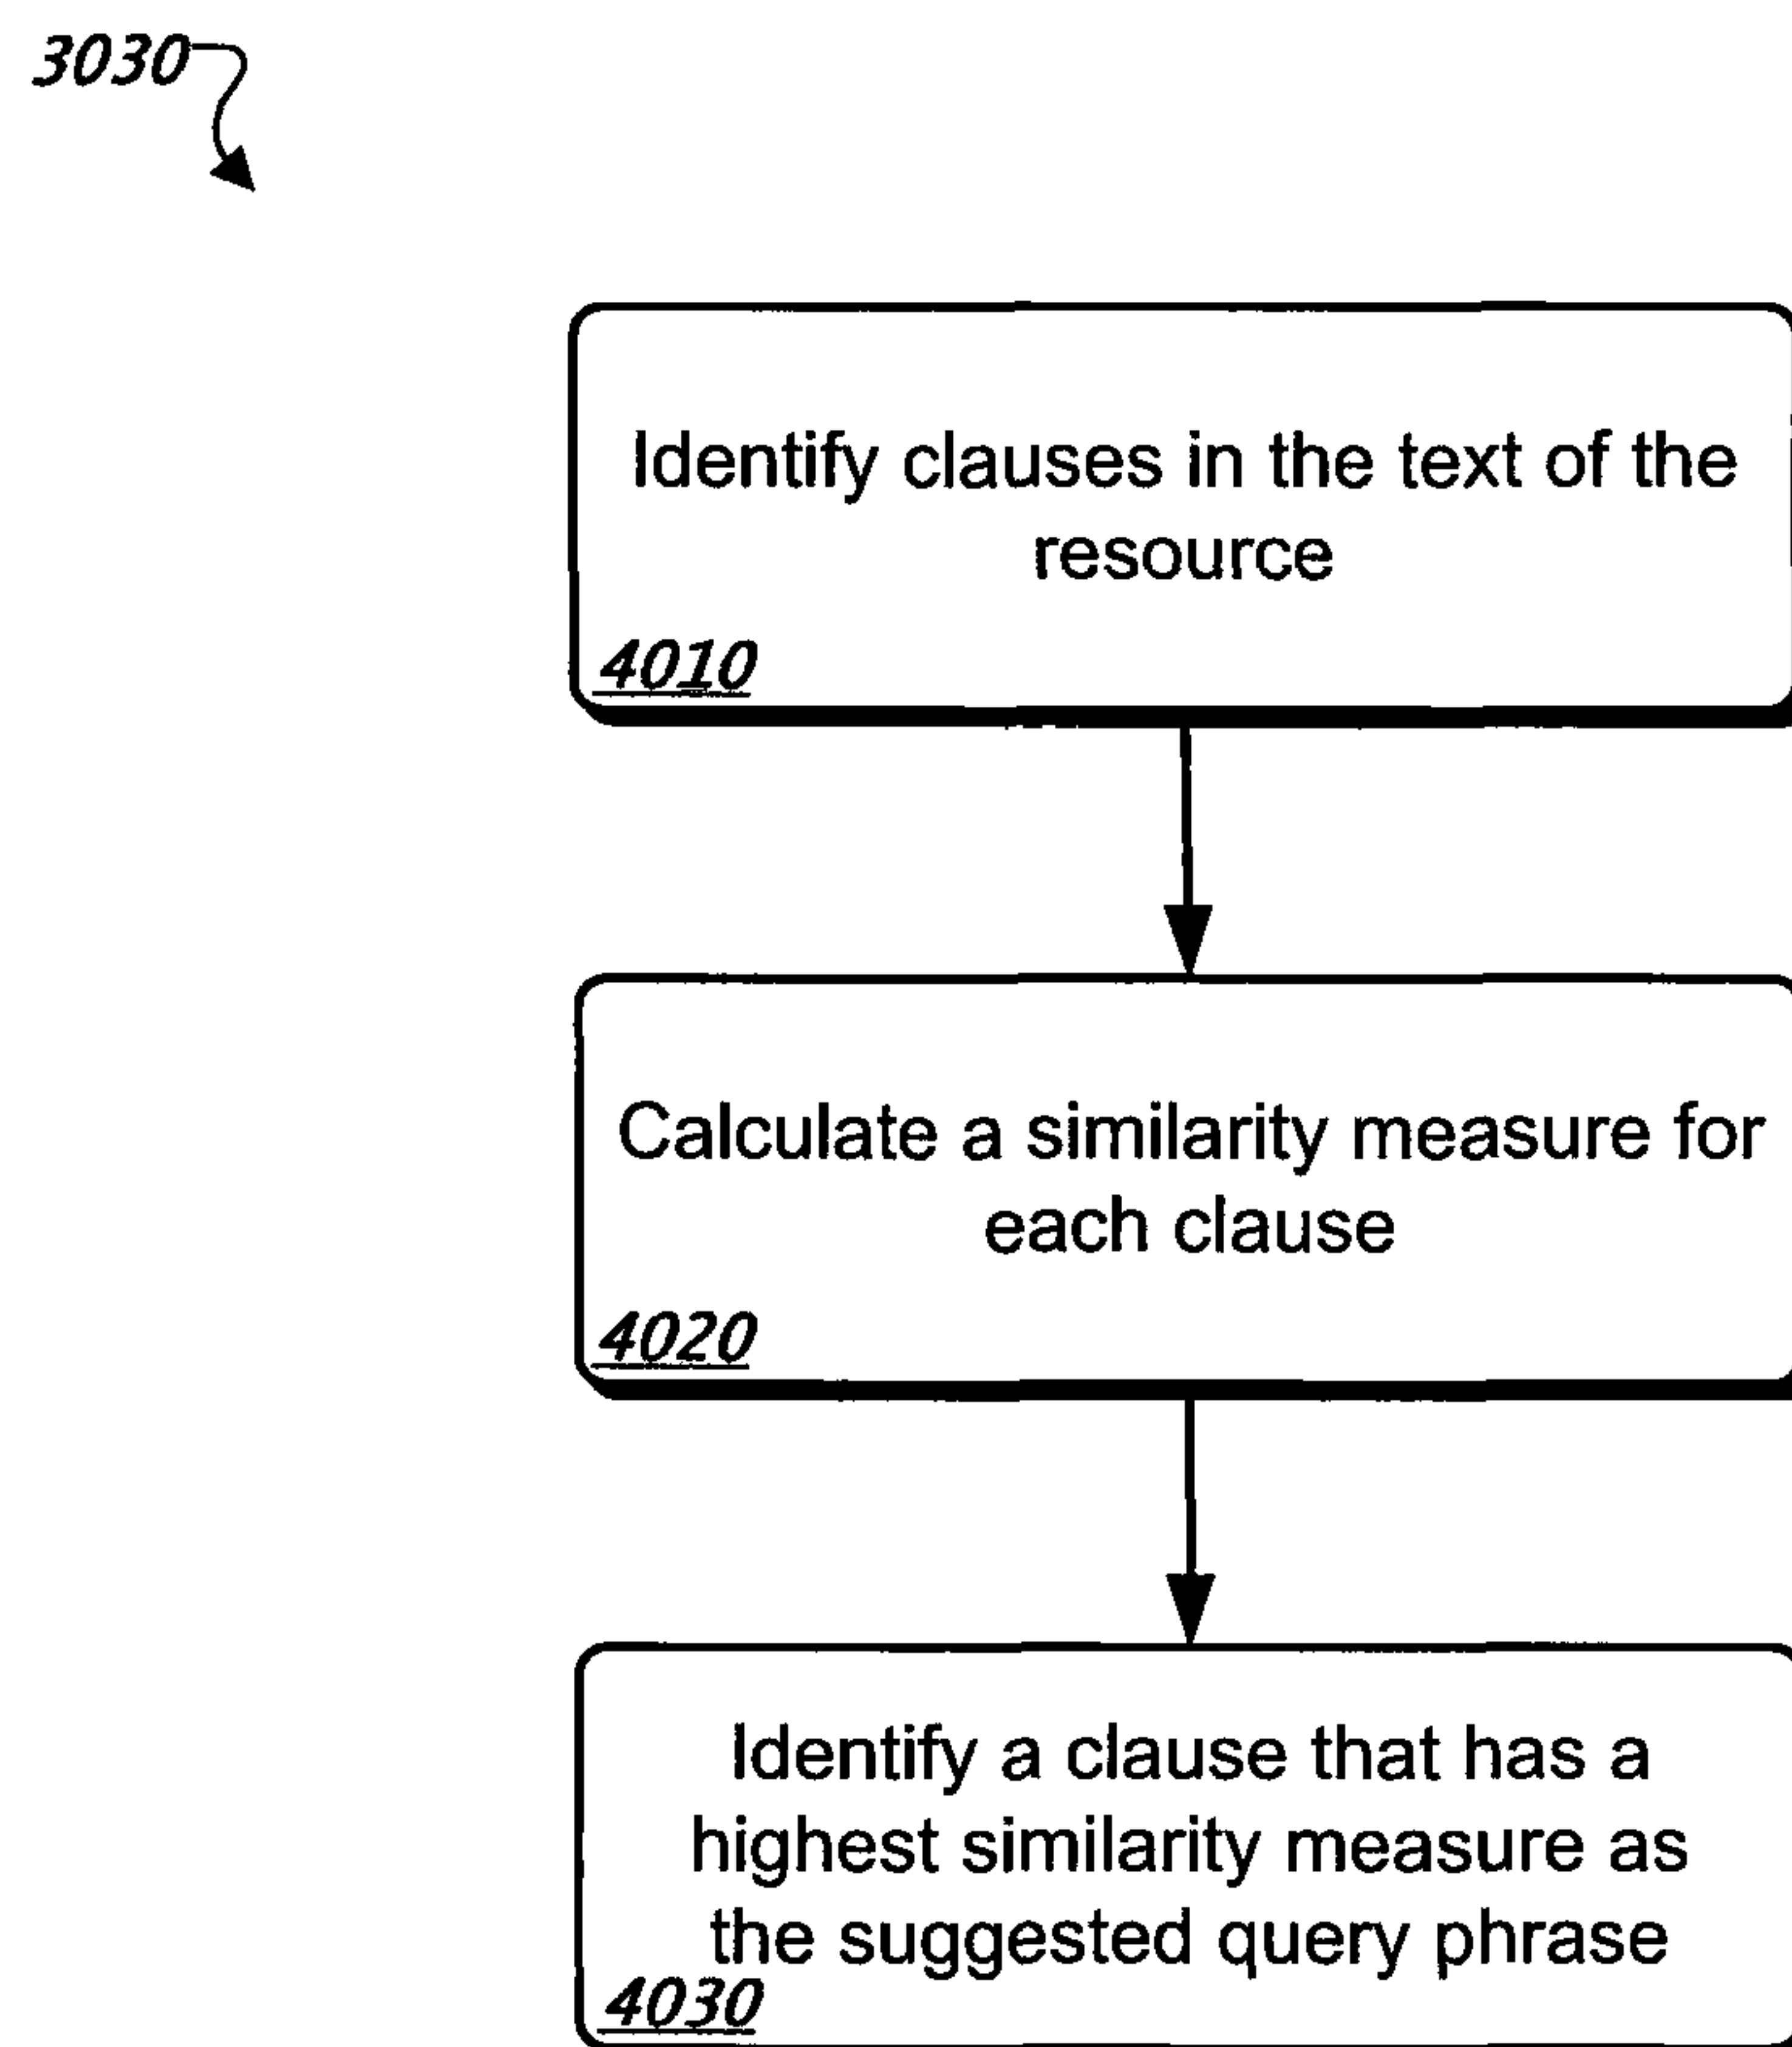 3030
Identify clauses in the text of the
resource
4010
Calculate a similarity measure for
each clause
4020
Identify a clause that has a
highest similarity measure as
the suggested query phrase
4030